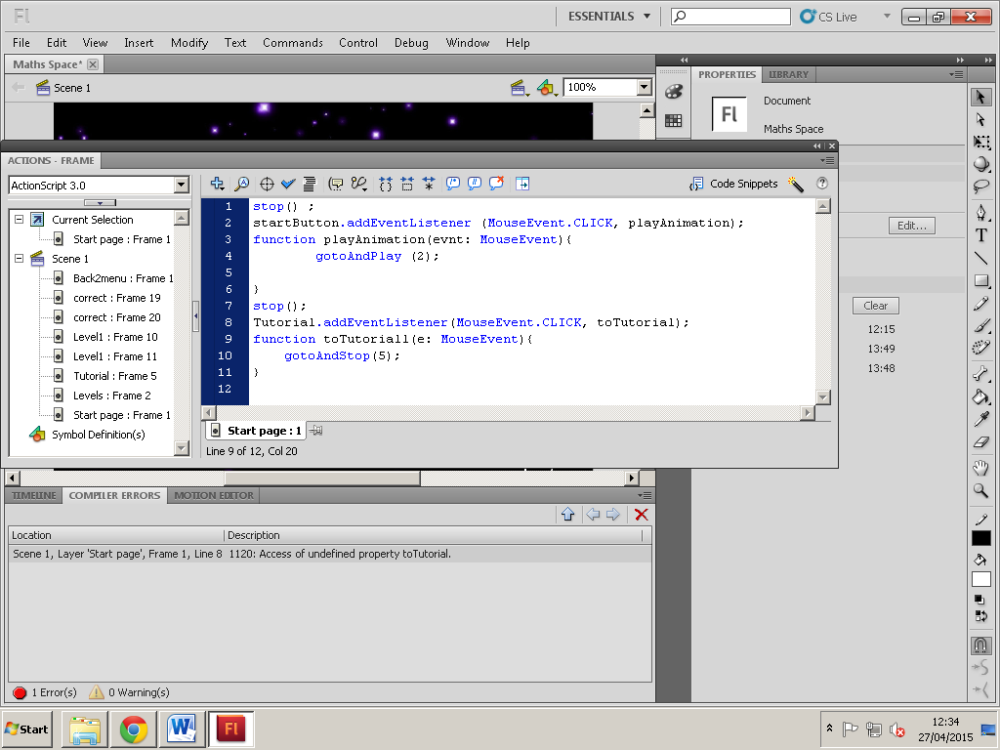 Fl ESSENTIALS CS Live
File Edit View Insert Modify Text Commands Control Debug Window Help
Maths Space*
Scene 1 100%
PROPERTIES LIBRARY
Fl Document
Maths Space
Edit...
Clear
12:15
13:49
13:48
ACTIONS - FRAME
ActionScript 3.0
Code Snippets
Current Selection
Start page : Frame 1
Scene 1
Back2menu : Frame 1
correct : Frame 19
correct : Frame 20
Level1 : Frame 10
Level1 : Frame 11
Tutorial : Frame 5
Levels : Frame 2
Start page : Frame 1
Symbol Definition(s)
1 stop() ;
2 startButton.addEventListener (MouseEvent.CLICK, playAnimation);
3 function playAnimation(evnt: MouseEvent){
4 gotoAndPlay (2);
5
6 }
7 stop();
8 Tutorial.addEventListener(MouseEvent.CLICK, toTutorial);
9 function toTutoriall(e: MouseEvent){
10 gotoAndStop(5);
11 }
12
Start page : 1
Line 9 of 12, Col 20
TIMELINE COMPILER ERRORS MOTION EDITOR
Location Description
Scene 1, Layer 'Start page', Frame 1, Line 8 1120: Access of undefined property toTutorial.
1 Error(s) 0 Warning(s)
Start W Fl
12:34
27/04/2015